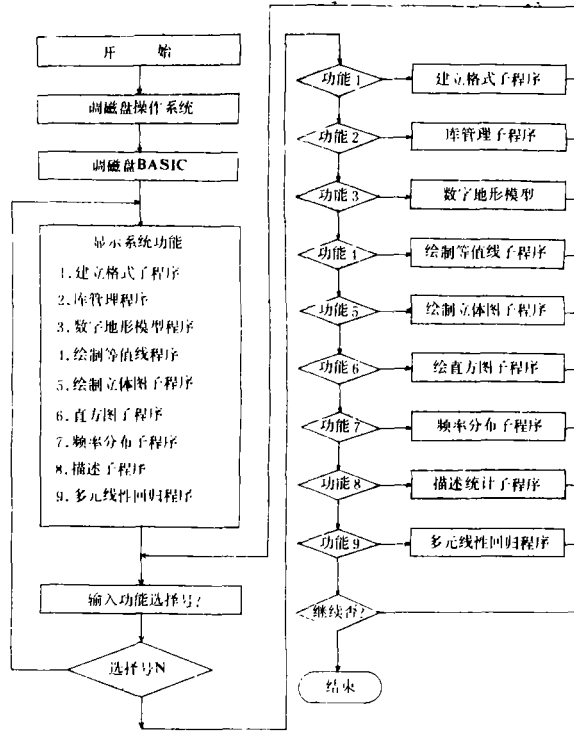 开 始
调磁盘操作系统
调磁盘BASIC
显示系统功能
1.建立格式子程序
2.库管理程序
3.数字地形模型程序
4.绘制等值线程序
5.绘制立体图子程序
6.直方图子程序
7.频率分布子程序
8.描述子程序
9.多元线性回归程序
输入功能选择号?
选择号N
功能1
建立格式子程序
功能2
库管理子程序
功能3
数字地形模型
功能4
绘制等值线子程序
功能5
绘制立体图子程序
功能6
绘直方图子程序
功能7
频率分布子程序
功能8
描述统计子程序
功能9
多元线性回归程序
继续否?
结束